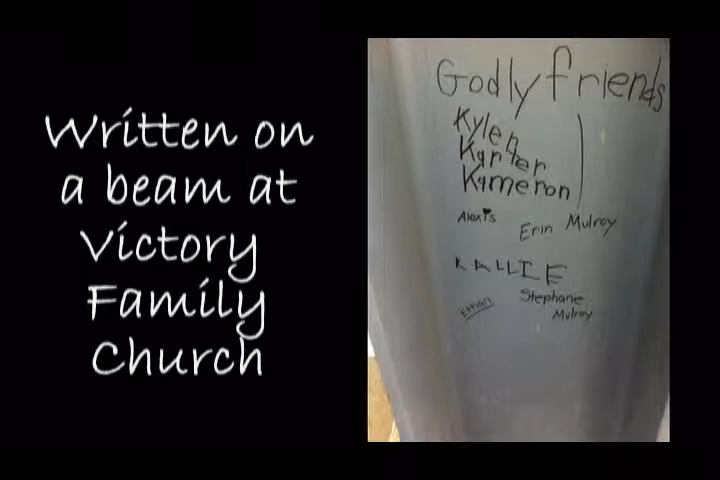 Written on
a beam at
Victory
Family
Church
Godly friends
Kylen
Karter
Kameron
Alexis
Erin Mulroy
KALLIE
Ethan
Stephanie
Mulroy